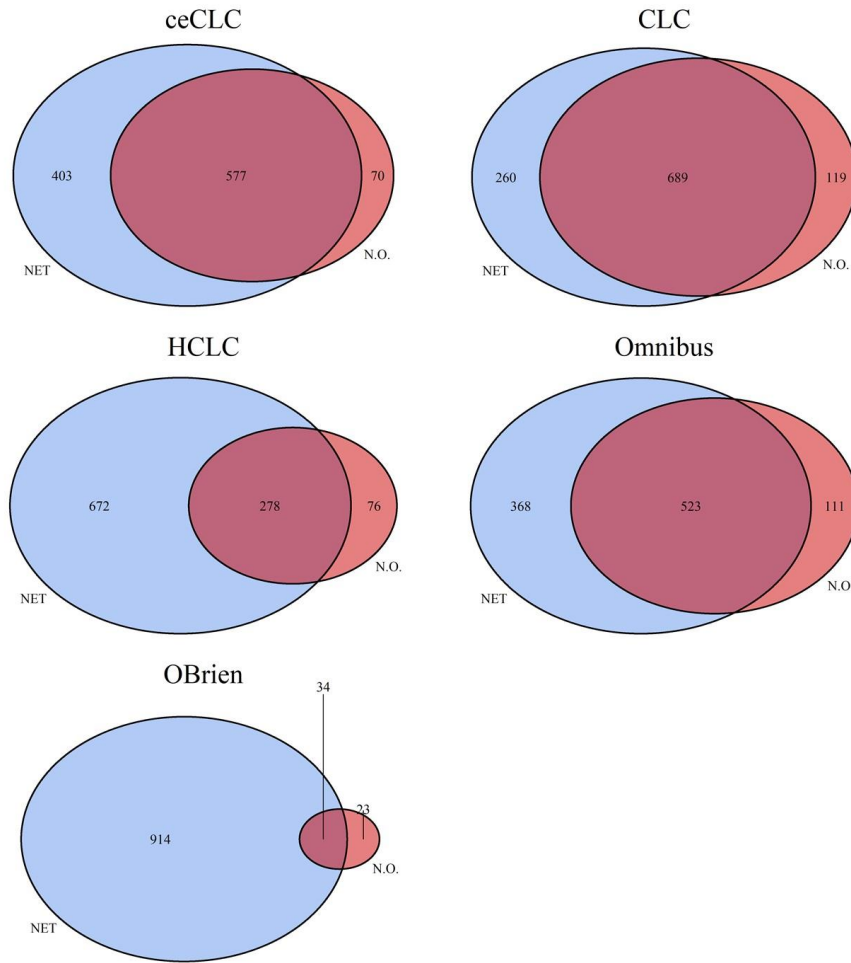 ceCLC
403
577
70
NET
N.O.
CLC
260
689
119
NET
N.O.
HCLC
672
278
76
NET
N.O.
Omnibus
368
523
111
NET
N.O
OBrien
34
914
23
NET
N.O.